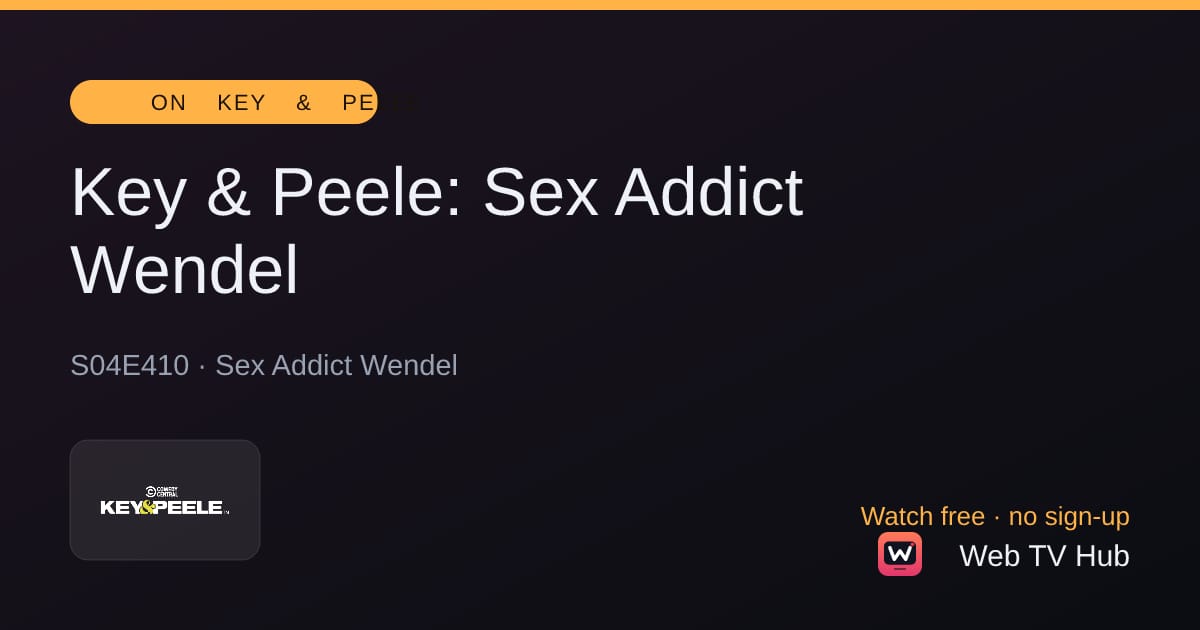 ON KEY & PE
Key & Peele: Sex Addict
Wendel
S04E410 · Sex Addict Wendel
COMEDY
CENTRAL
KEY&PEELE
Watch free · no sign-up
W
Web TV Hub